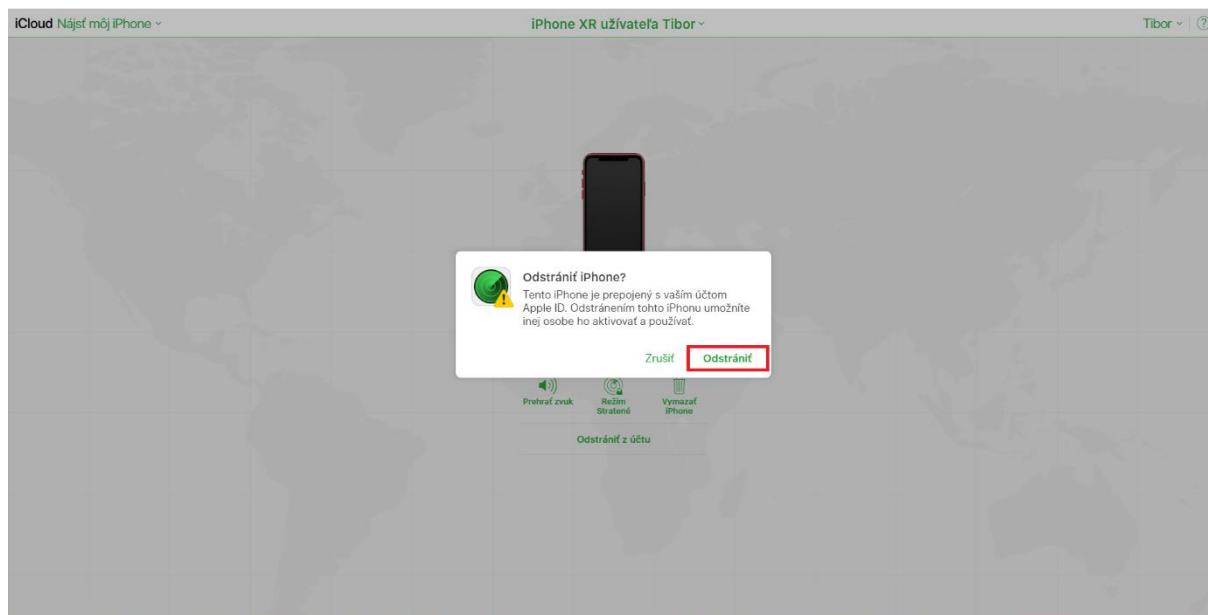 iCloud Nájsť môj iPhone
iPhone XR užívateľa Tibor
Tibor
Odstrániť iPhone?
Tento iPhone je prepojený s vaším účtom
Apple ID. Odstránením tohto iPhonu umožníte
inej osobe ho aktivovať a používať.
Zrušiť Odstrániť
Prehrať zvuk
Režim
Stratené
Vymazať
iPhone
Odstrániť z účtu